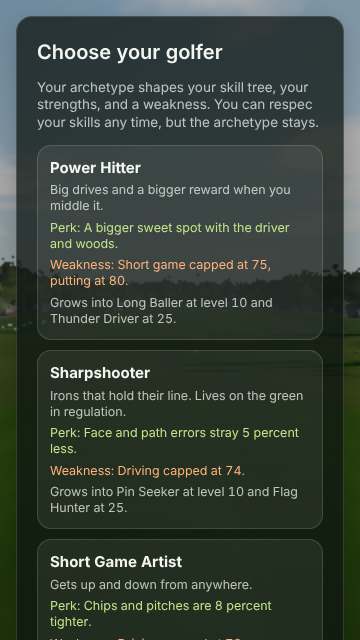 Choose your golfer
Your archetype shapes your skill tree, your
strengths, and a weakness. You can respec
your skills any time, but the archetype stays.
Power Hitter
Big drives and a bigger reward when you
middle it.
Perk: A bigger sweet spot with the driver
and woods.
Weakness: Short game capped at 75,
putting at 80.
Grows into Long Baller at level 10 and
Thunder Driver at 25.
Sharpshooter
Irons that hold their line. Lives on the green
in regulation.
Perk: Face and path errors stray 5 percent
less.
Weakness: Driving capped at 74.
Grows into Pin Seeker at level 10 and Flag
Hunter at 25.
Short Game Artist
Gets up and down from anywhere.
Perk: Chips and pitches are 8 percent
tighter.